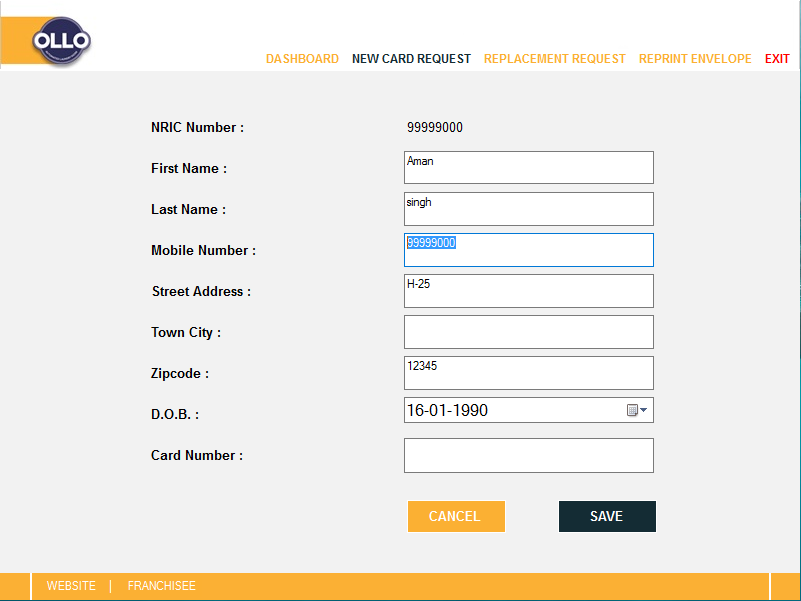 OLLO
DASHBOARD NEW CARD REQUEST REPLACEMENT REQUEST REPRINT ENVELOPE EXIT
NRIC Number : 99999000
First Name : Aman
Last Name : singh
Mobile Number : 99999000
Street Address : H-25
Town City :
Zipcode : 12345
D.O.B. : 16-01-1990
Card Number :
CANCEL SAVE
WEBSITE | FRANCHISEE